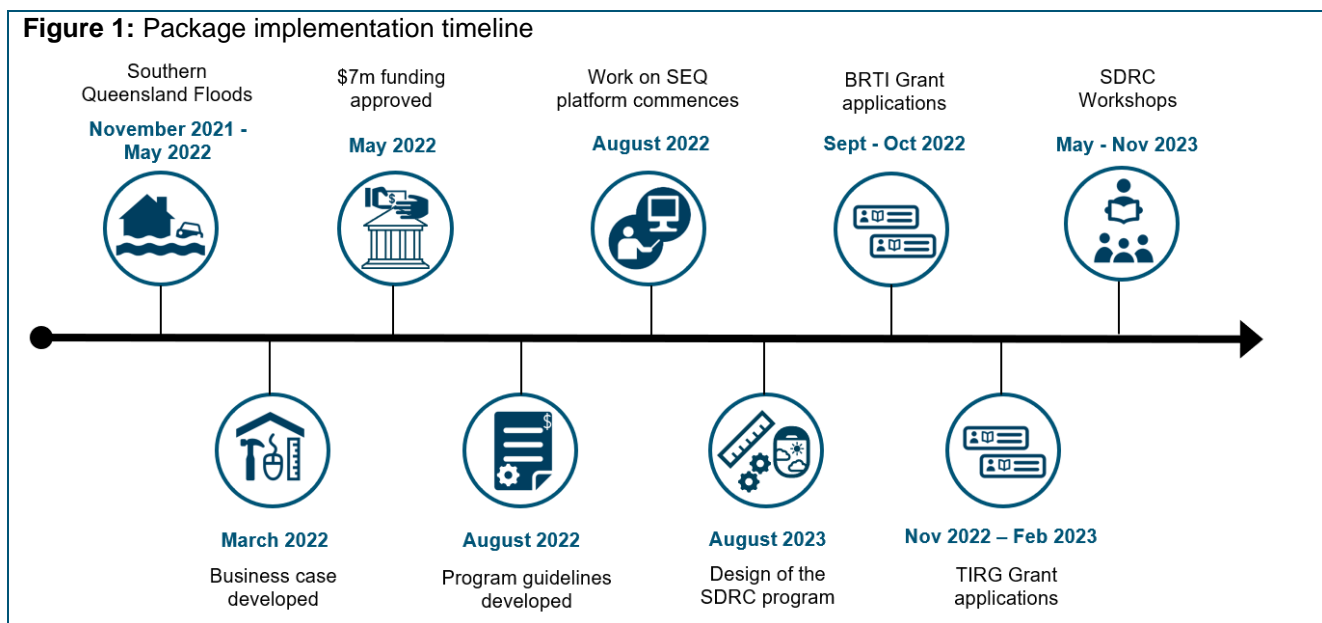 Figure 1: Package implementation timeline
Southern
Queensland Floods
November 2021 -
May 2022
$7m funding
approved
May 2022
Work on SEQ
platform commences
August 2022
BRTI Grant
applications
Sept - Oct 2022
SDRC
Workshops
May - Nov 2023
$
$
March 2022
Business case
developed
August 2022
Program guidelines
developed
August 2023
Design of the
SDRC program
Nov 2022 – Feb 2023
TIRG Grant
applications